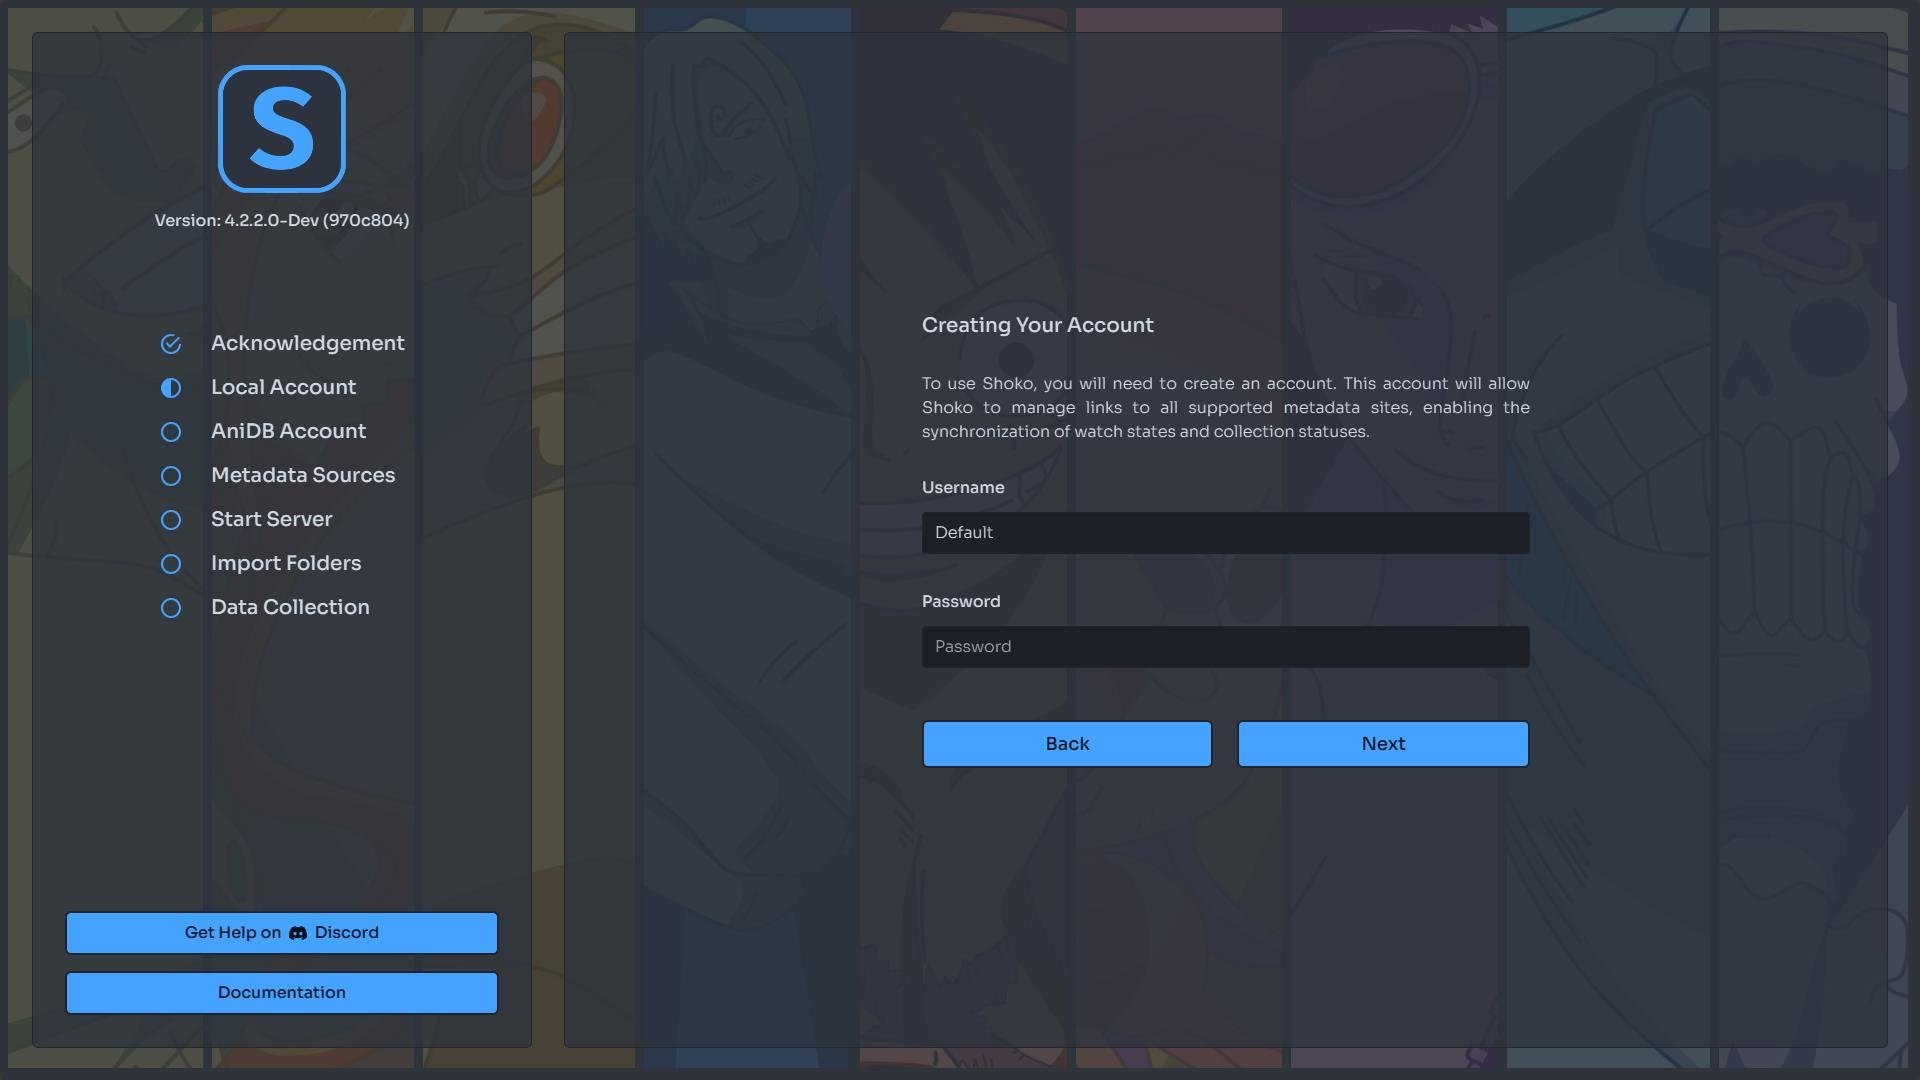 S
Version: 4.2.2.0-Dev (970c804)
Acknowledgement
Local Account
AniDB Account
Metadata Sources
Start Server
Import Folders
Data Collection
Get Help on Discord
Documentation
Creating Your Account
To use Shoko, you will need to create an account. This account will allow
Shoko to manage links to all supported metadata sites, enabling the
synchronization of watch states and collection statuses.
Username
Default
Password
Password
Back
Next